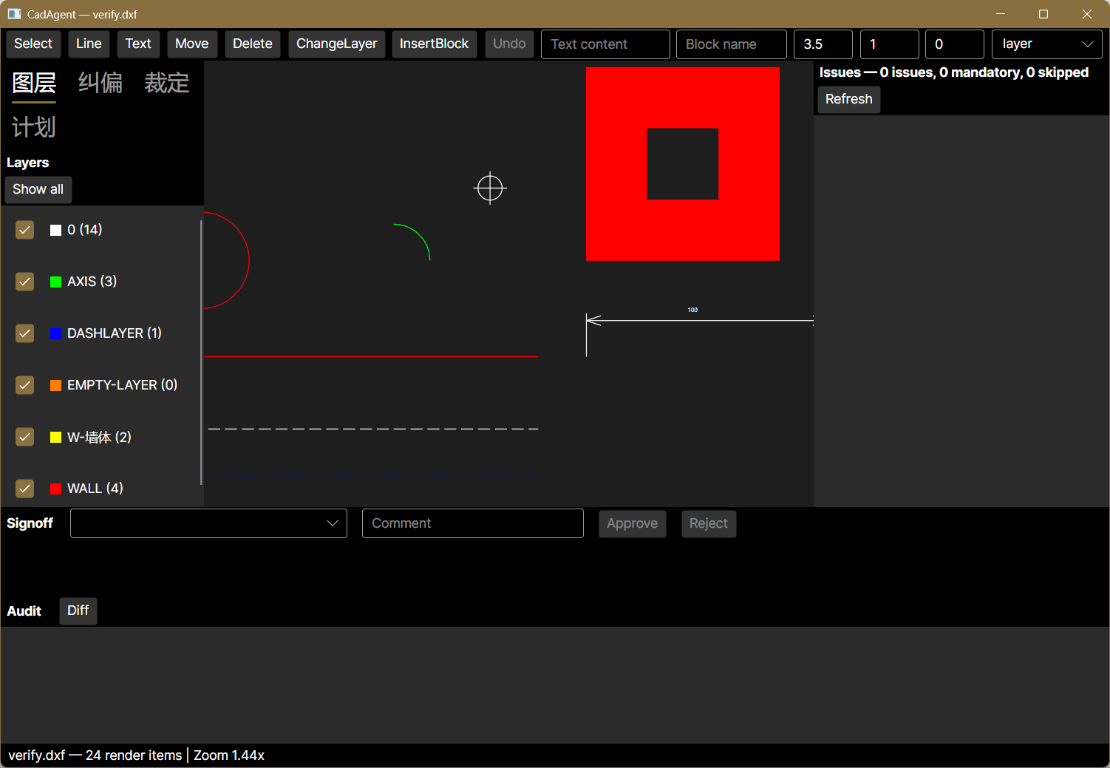 CadAgent — verify.dxf
Select Line Text Move Delete ChangeLayer InsertBlock Undo Text content Block name 3.5 1 0 layer
图层 纠偏 裁定
计划
Layers
Show all
0 (14)
AXIS (3)
DASHLAYER (1)
EMPTY-LAYER (0)
W-墙体 (2)
WALL (4)
100
Issues — 0 issues, 0 mandatory, 0 skipped
Refresh
Signoff Comment Approve Reject
Audit Diff
verify.dxf — 24 render items | Zoom 1.44x